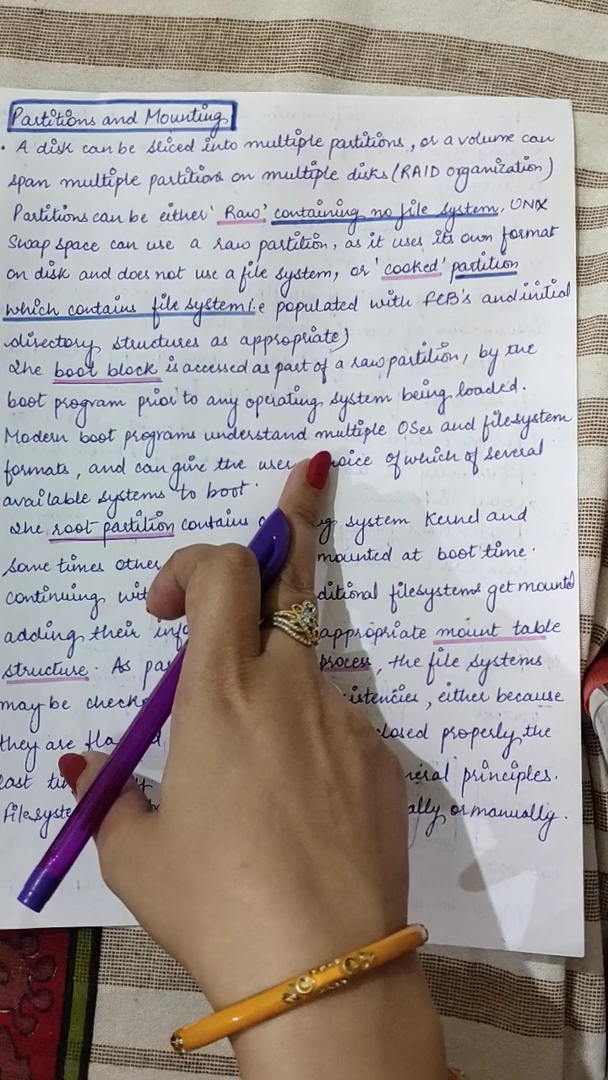 Partitions and Mounting
• A disk can be sliced into multiple partitions, or a volume can
span multiple partitions on multiple disks (RAID organization)
Partitions can be either 'Raw' containing no file system, UNIX
Swap space can use a raw partition, as it uses its own format
on disk and does not use a file system, or 'cooked' partition
which contains file system (i.e populated with FCB's and initial
directory structures as appropriate)
The boot block is accessed as part of a raw partition, by the
boot program prior to any operating system being loaded.
Modern boot programs understand multiple OSes and filesystem
formats, and can give the user choice of which of several
available systems to boot.
The root partition contains system Kernel and
Some times other mounted at boot time.
continuing filesystems get mounted
adding their appropriate mount table
structure. As process, the file systems
may be either because
they are closed properly the
last principles.
or manually.